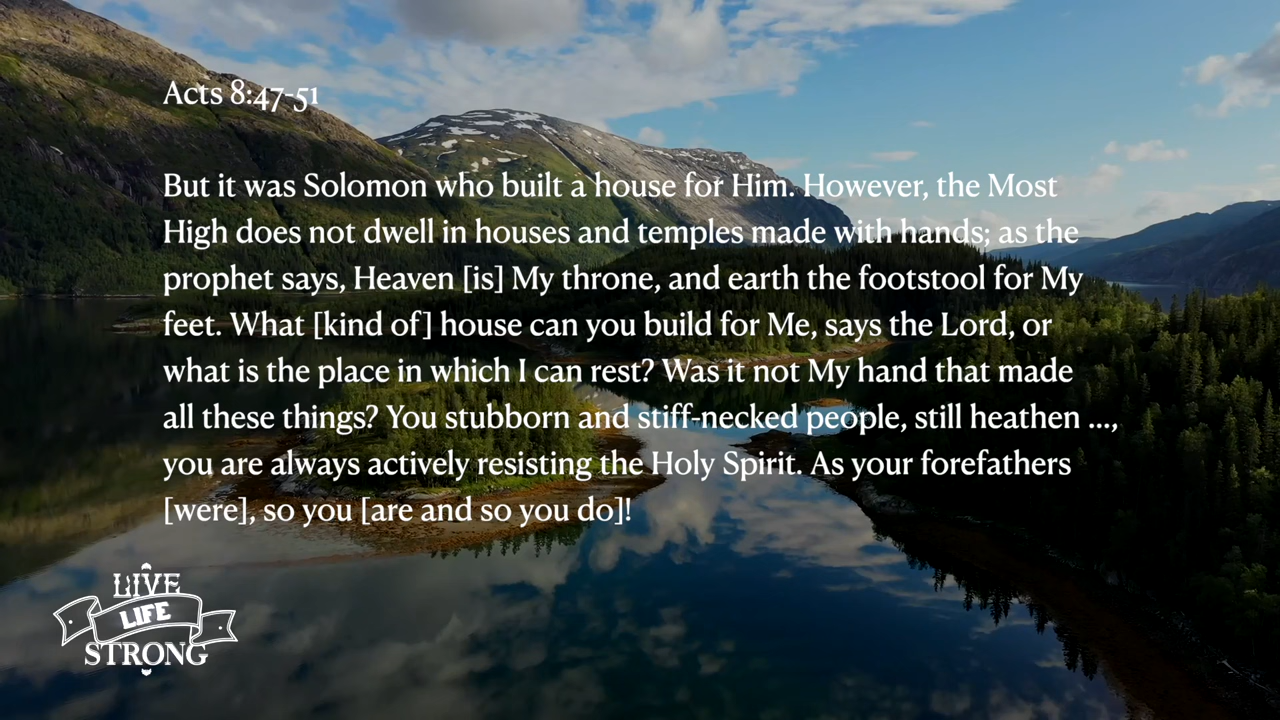 Acts 8:47-51
But it was Solomon who built a house for Him. However, the Most
High does not dwell in houses and temples made with hands; as the
prophet says, Heaven [is] My throne, and earth the footstool for My
feet. What [kind of] house can you build for Me, says the Lord, or
what is the place in which I can rest? Was it not My hand that made
all these things? You stubborn and stiff-necked people, still heathen ...,
you are always actively resisting the Holy Spirit. As your forefathers
[were], so you [are and so you do]!
LIVE
LIFE
STRONG